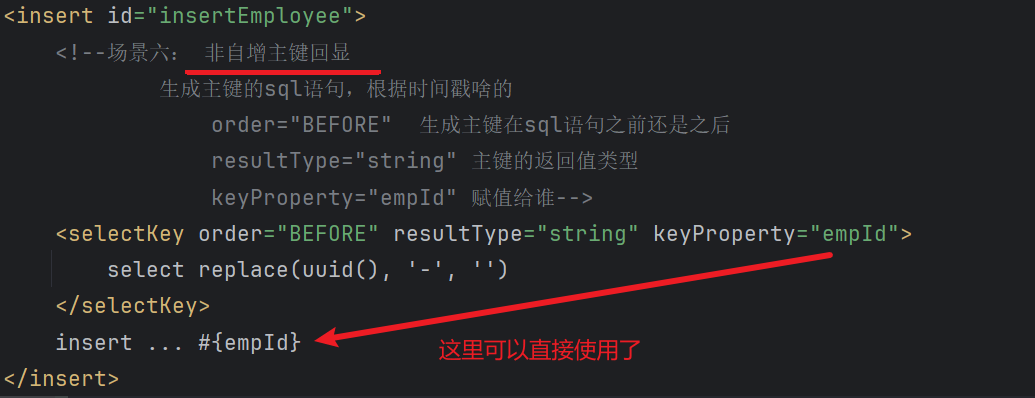 <insert id="insertEmployee">
<!--场景六： 非自增主键回显
生成主键的sql语句，根据时间戳啥的
order="BEFORE" 生成主键在sql语句之前还是之后
resultType="string" 主键的返回值类型
keyProperty="empId" 赋值给谁-->
<selectKey order="BEFORE" resultType="string" keyProperty="empId">
select replace(uuid(), '-', '')
</selectKey>
insert ... #{empId}
这里可以直接使用了
</insert>